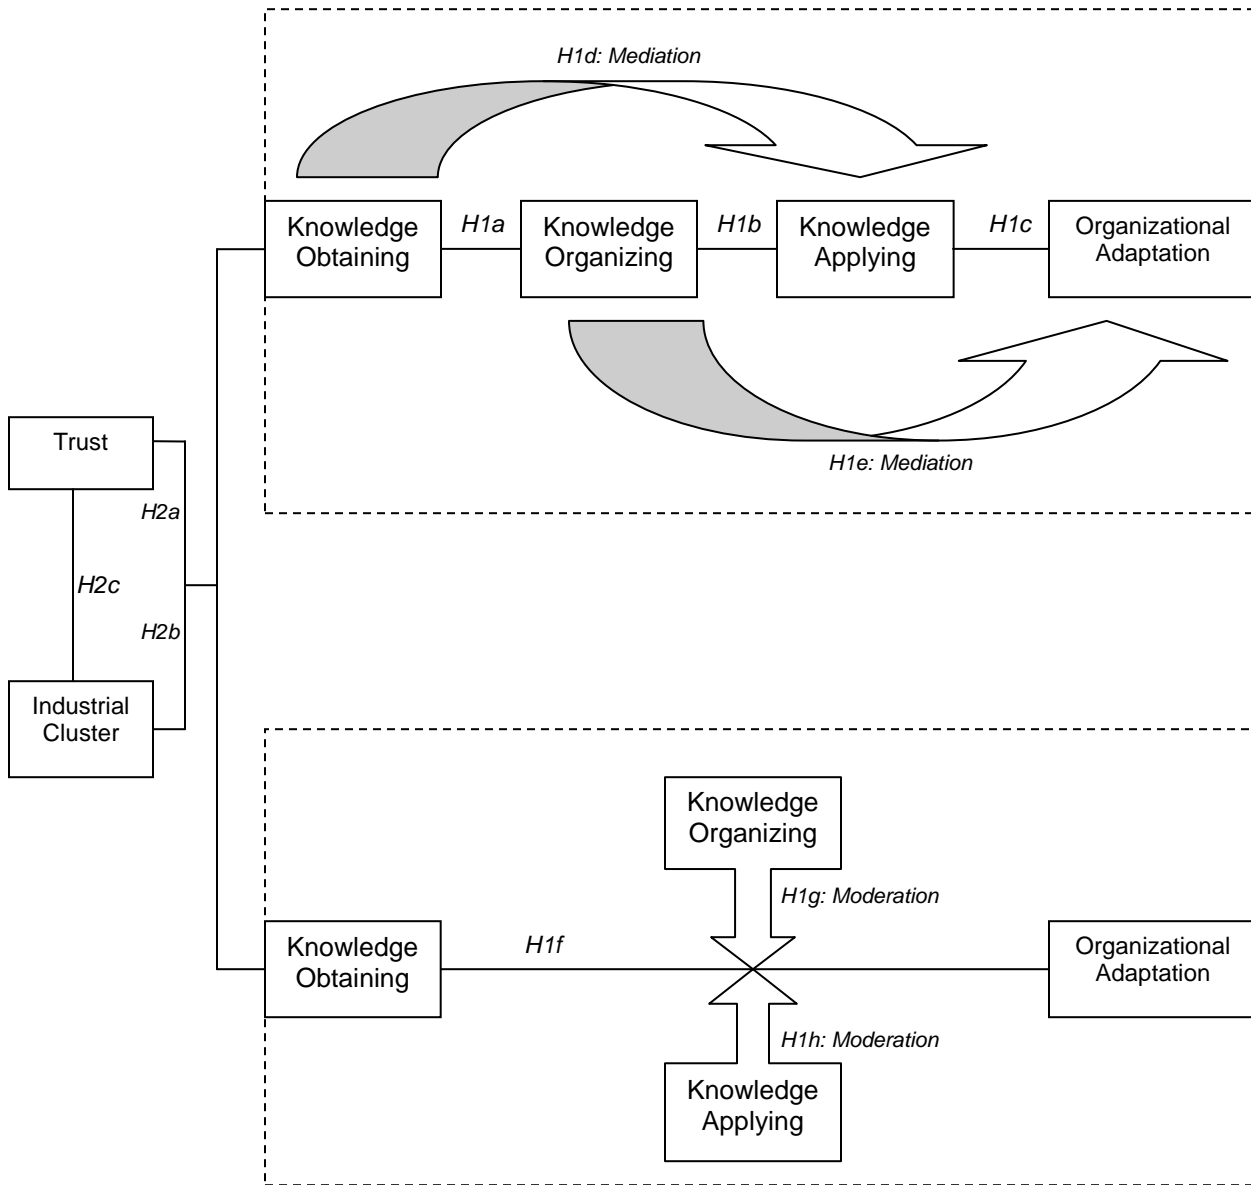 H1d: Mediation
Knowledge
Obtaining
H1a
Knowledge
Organizing
H1b
Knowledge
Applying
H1c
Organizational
Adaptation
H1e: Mediation
Trust
H2a
H2c
H2b
Industrial
Cluster
Knowledge
Organizing
H1g: Moderation
Knowledge
Obtaining
H1f
Organizational
Adaptation
H1h: Moderation
Knowledge
Applying